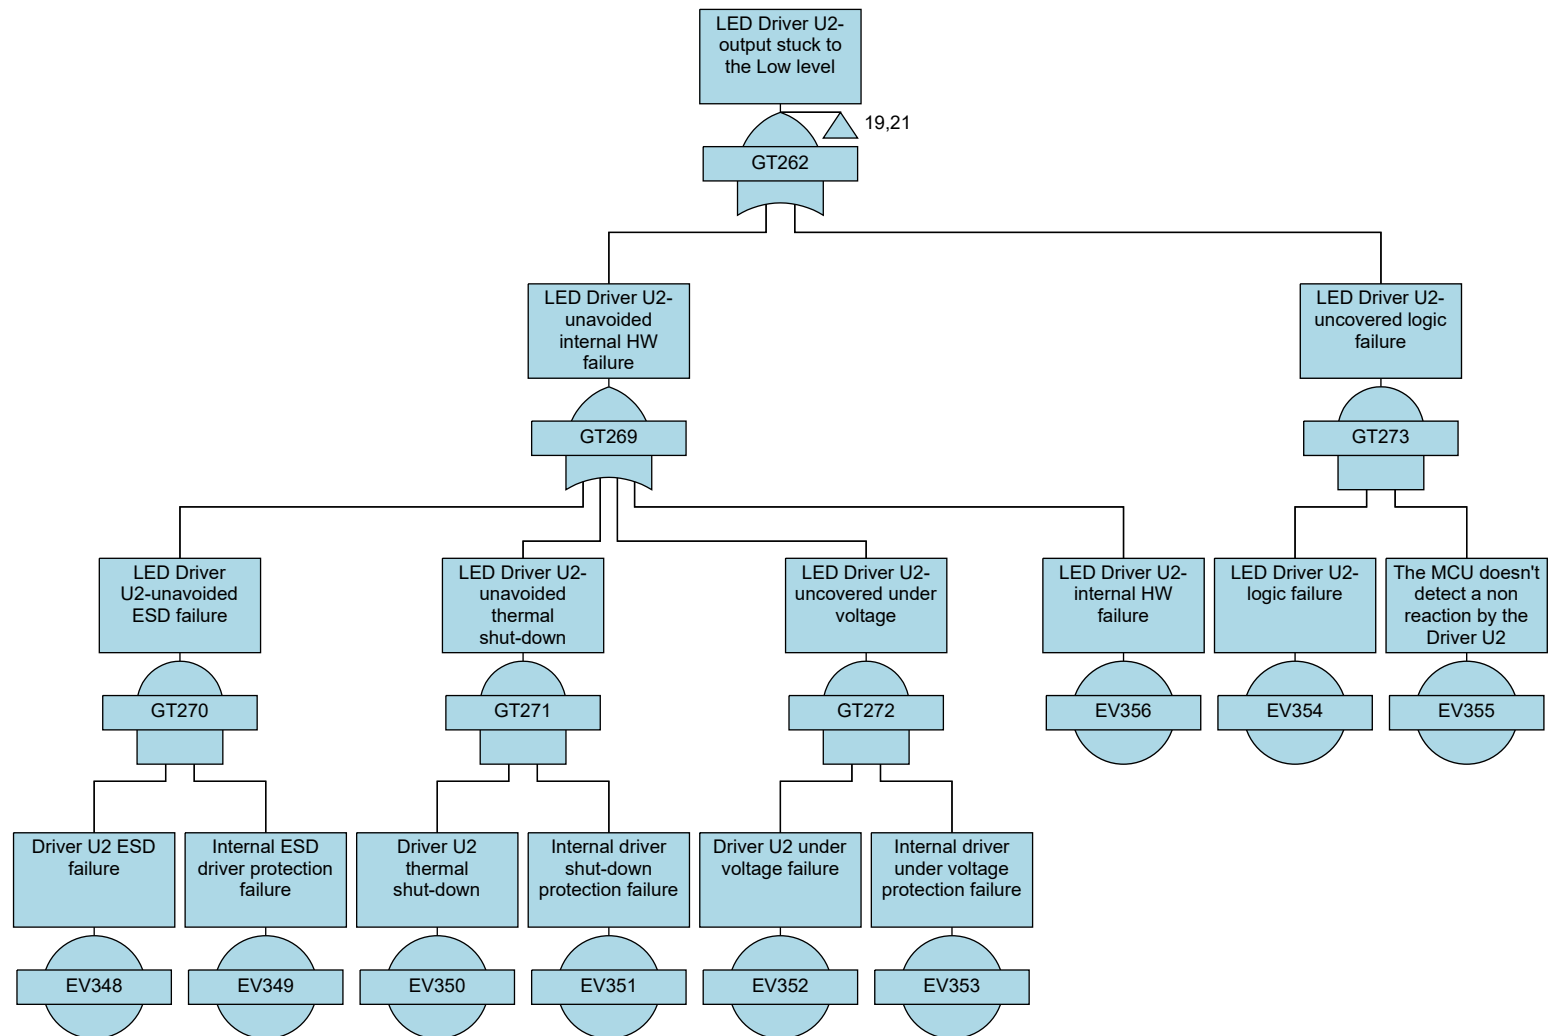 LED Driver U2-
output stuck to
the Low level
19,21
GT262
LED Driver U2-
unavoided
internal HW
failure
GT269
LED Driver U2-
uncovered logic
failure
GT273
LED Driver
U2-unavoided
ESD failure
GT270
LED Driver U2-
unavoided
thermal
shut-down
GT271
LED Driver U2-
uncovered under
voltage
GT272
LED Driver U2-
internal HW
failure
EV356
LED Driver U2-
logic failure
EV354
The MCU doesn't
detect a non
reaction by the
Driver U2
EV355
Driver U2 ESD
failure
EV348
Internal ESD
driver protection
failure
EV349
Driver U2
thermal
shut-down
EV350
Internal driver
shut-down
protection failure
EV351
Driver U2 under
voltage failure
EV352
Internal driver
under voltage
protection failure
EV353